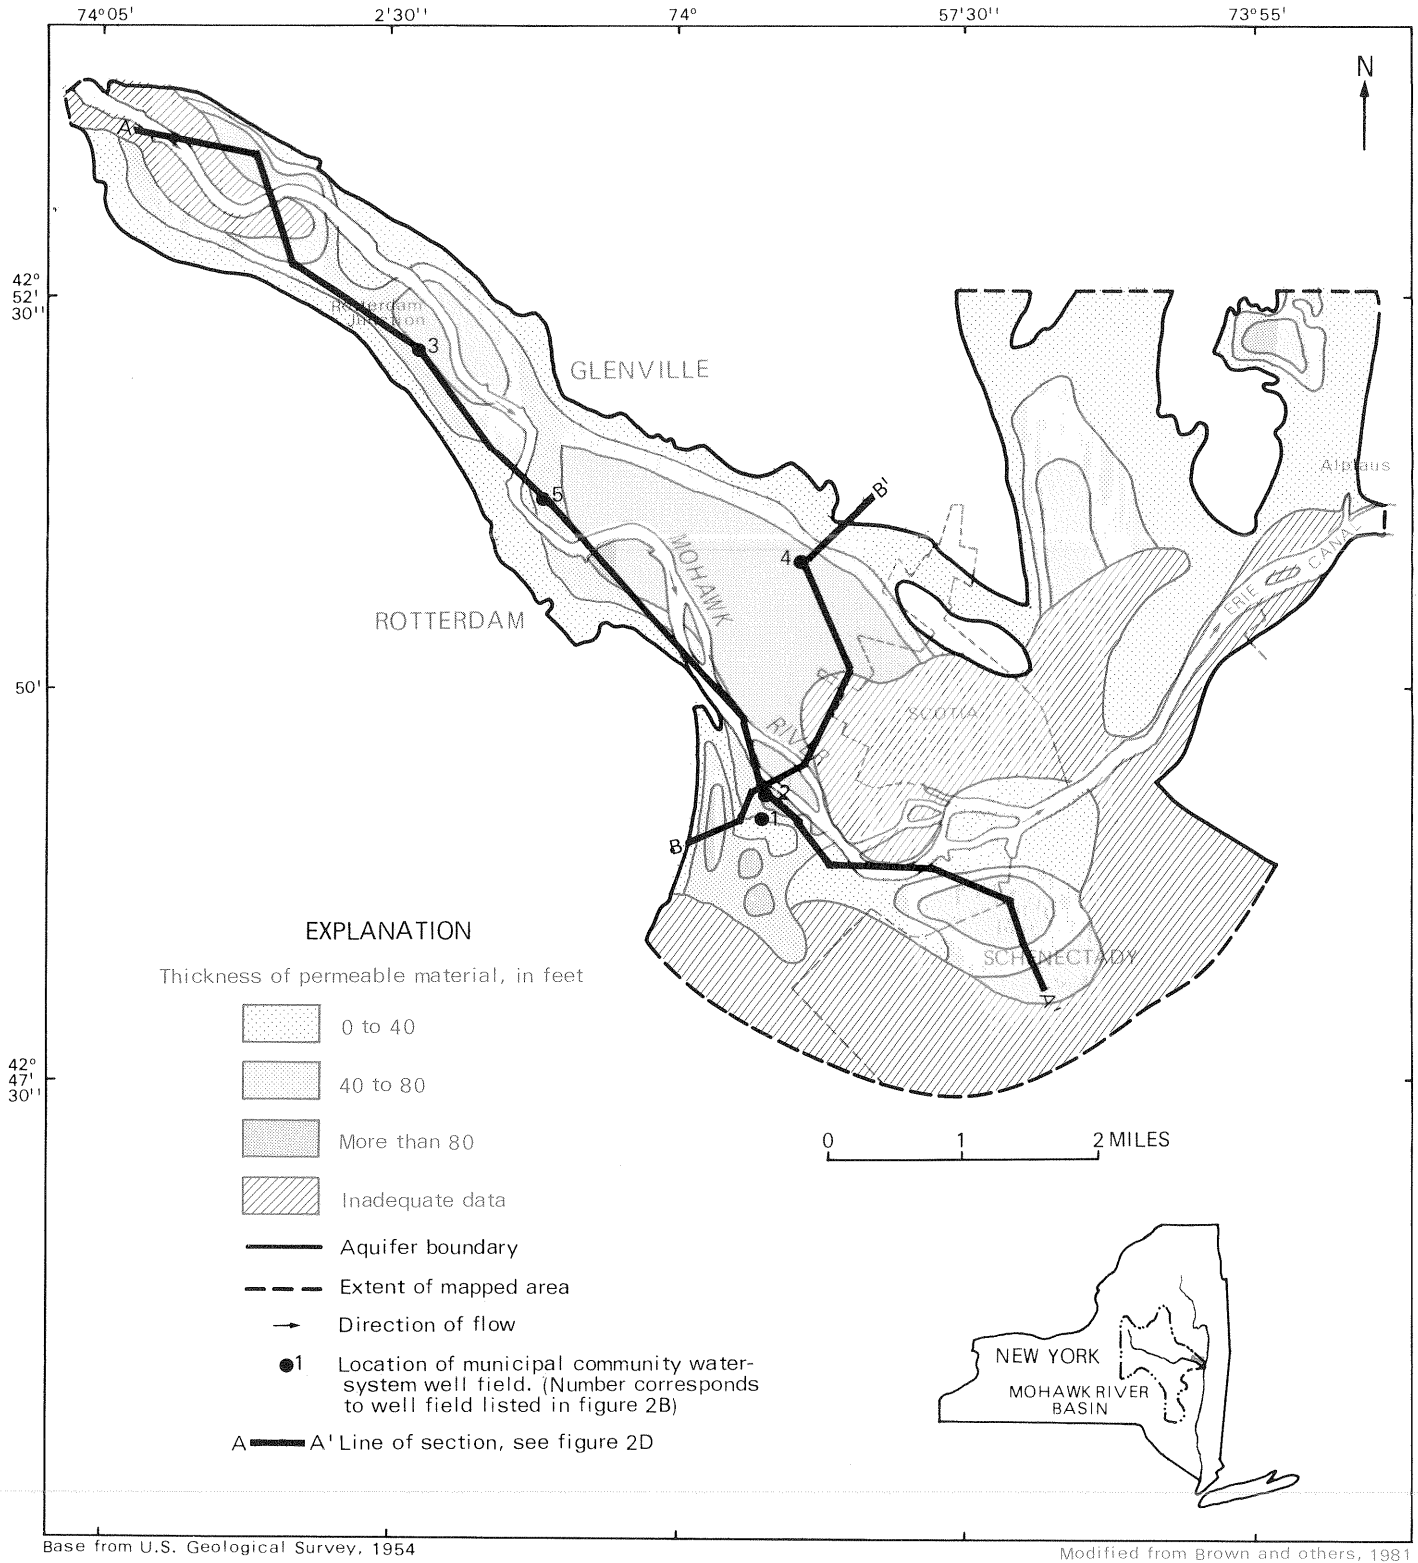 74°05' 2'30'' 74° 57'30'' 73°55'
N
A
42°
52'
30''
Rotterdam
Junction
3
GLENVILLE
Alplaus
B'
5
4
MOHAWK
CANAL
ERIE
ROTTERDAM
50'
SCOTIA
RIVER
2
1
B
SCHENECTADY
A'
EXPLANATION
Thickness of permeable material, in feet
0 to 40
40 to 80
More than 80
Inadequate data
Aquifer boundary
Extent of mapped area
Direction of flow
1 Location of municipal community water-
system well field. (Number corresponds
to well field listed in figure 2B)
A A' Line of section, see figure 2D
42°
47'
30''
0 1 2 MILES
NEW YORK
MOHAWK RIVER
BASIN
Base from U.S. Geological Survey, 1954
Modified from Brown and others, 1981